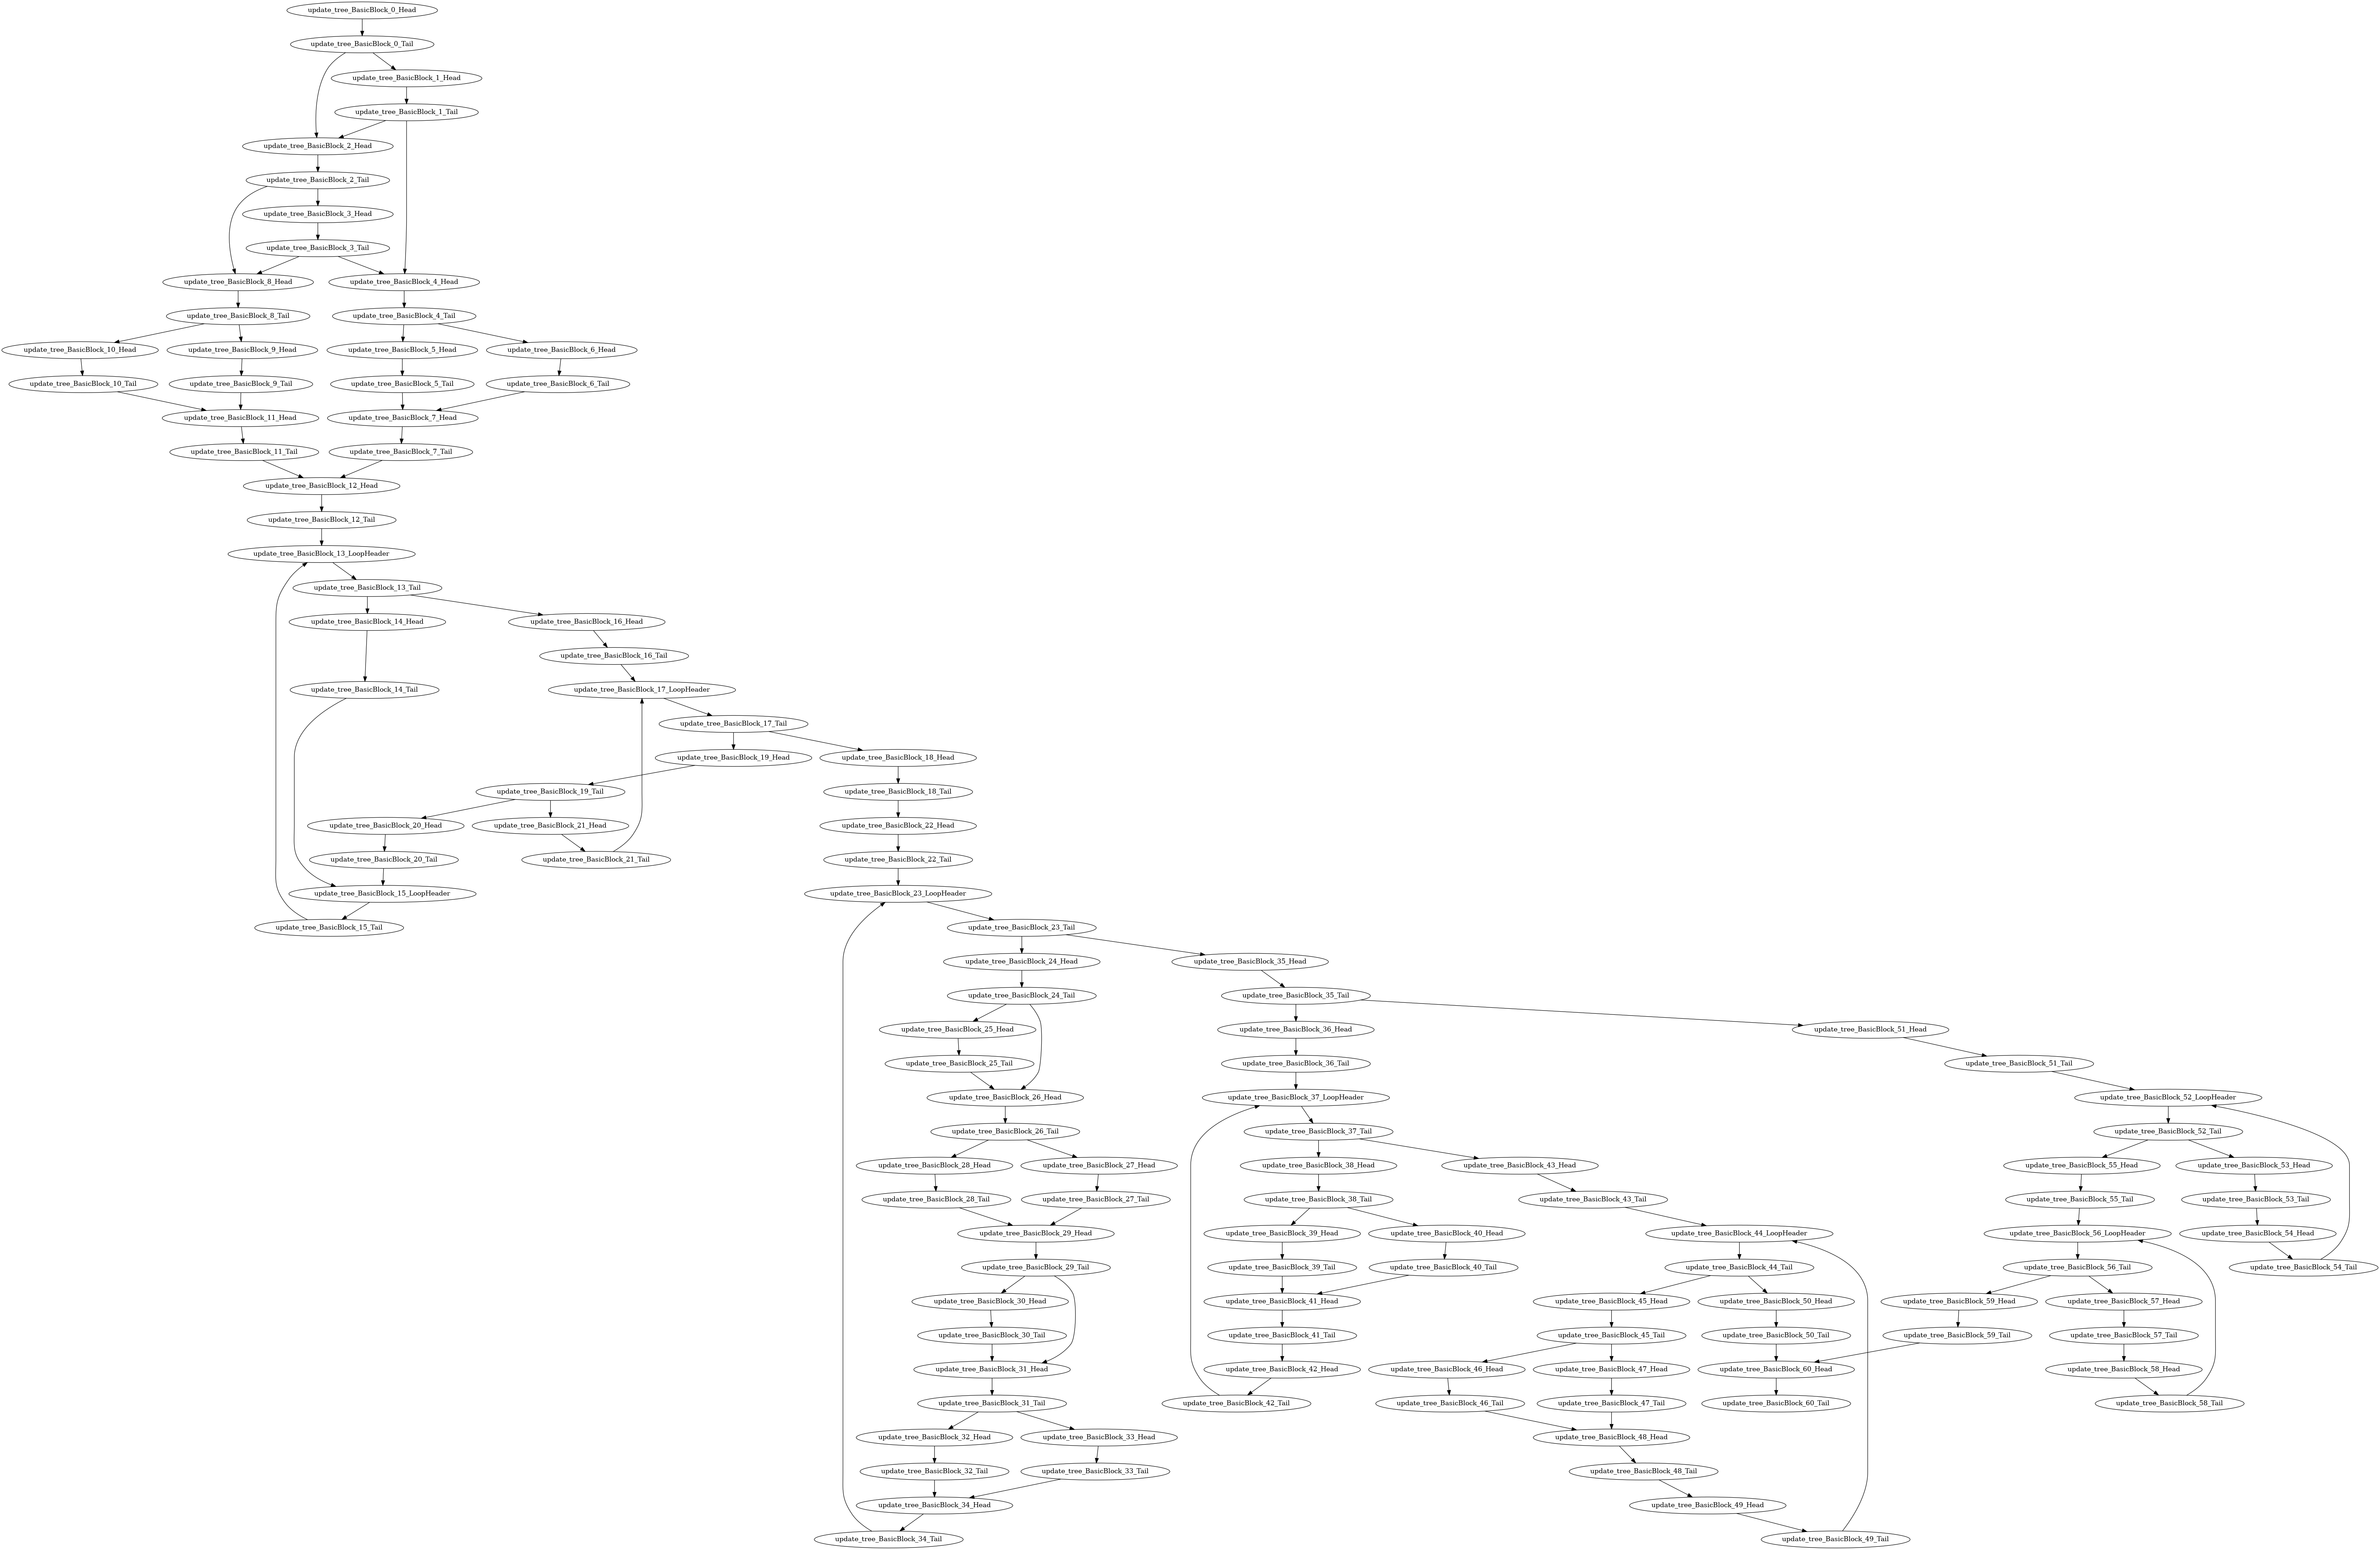 update_tree_BasicBlock_0_Head
update_tree_BasicBlock_0_Tail
update_tree_BasicBlock_1_Head
update_tree_BasicBlock_1_Tail
update_tree_BasicBlock_2_Head
update_tree_BasicBlock_2_Tail
update_tree_BasicBlock_3_Head
update_tree_BasicBlock_3_Tail
update_tree_BasicBlock_8_Head
update_tree_BasicBlock_4_Head
update_tree_BasicBlock_8_Tail
update_tree_BasicBlock_4_Tail
update_tree_BasicBlock_10_Head
update_tree_BasicBlock_9_Head
update_tree_BasicBlock_5_Head
update_tree_BasicBlock_6_Head
update_tree_BasicBlock_10_Tail
update_tree_BasicBlock_9_Tail
update_tree_BasicBlock_5_Tail
update_tree_BasicBlock_6_Tail
update_tree_BasicBlock_11_Head
update_tree_BasicBlock_7_Head
update_tree_BasicBlock_11_Tail
update_tree_BasicBlock_7_Tail
update_tree_BasicBlock_12_Head
update_tree_BasicBlock_12_Tail
update_tree_BasicBlock_13_LoopHeader
update_tree_BasicBlock_13_Tail
update_tree_BasicBlock_14_Head
update_tree_BasicBlock_16_Head
update_tree_BasicBlock_16_Tail
update_tree_BasicBlock_14_Tail
update_tree_BasicBlock_17_LoopHeader
update_tree_BasicBlock_17_Tail
update_tree_BasicBlock_19_Head
update_tree_BasicBlock_18_Head
update_tree_BasicBlock_19_Tail
update_tree_BasicBlock_18_Tail
update_tree_BasicBlock_20_Head
update_tree_BasicBlock_21_Head
update_tree_BasicBlock_22_Head
update_tree_BasicBlock_20_Tail
update_tree_BasicBlock_21_Tail
update_tree_BasicBlock_22_Tail
update_tree_BasicBlock_15_LoopHeader
update_tree_BasicBlock_23_LoopHeader
update_tree_BasicBlock_15_Tail
update_tree_BasicBlock_23_Tail
update_tree_BasicBlock_24_Head
update_tree_BasicBlock_35_Head
update_tree_BasicBlock_24_Tail
update_tree_BasicBlock_35_Tail
update_tree_BasicBlock_25_Head
update_tree_BasicBlock_36_Head
update_tree_BasicBlock_51_Head
update_tree_BasicBlock_25_Tail
update_tree_BasicBlock_36_Tail
update_tree_BasicBlock_51_Tail
update_tree_BasicBlock_26_Head
update_tree_BasicBlock_37_LoopHeader
update_tree_BasicBlock_52_LoopHeader
update_tree_BasicBlock_26_Tail
update_tree_BasicBlock_37_Tail
update_tree_BasicBlock_52_Tail
update_tree_BasicBlock_28_Head
update_tree_BasicBlock_27_Head
update_tree_BasicBlock_38_Head
update_tree_BasicBlock_43_Head
update_tree_BasicBlock_55_Head
update_tree_BasicBlock_53_Head
update_tree_BasicBlock_28_Tail
update_tree_BasicBlock_27_Tail
update_tree_BasicBlock_38_Tail
update_tree_BasicBlock_43_Tail
update_tree_BasicBlock_55_Tail
update_tree_BasicBlock_53_Tail
update_tree_BasicBlock_29_Head
update_tree_BasicBlock_39_Head
update_tree_BasicBlock_40_Head
update_tree_BasicBlock_44_LoopHeader
update_tree_BasicBlock_56_LoopHeader
update_tree_BasicBlock_54_Head
update_tree_BasicBlock_29_Tail
update_tree_BasicBlock_39_Tail
update_tree_BasicBlock_40_Tail
update_tree_BasicBlock_44_Tail
update_tree_BasicBlock_56_Tail
update_tree_BasicBlock_54_Tail
update_tree_BasicBlock_30_Head
update_tree_BasicBlock_41_Head
update_tree_BasicBlock_45_Head
update_tree_BasicBlock_50_Head
update_tree_BasicBlock_59_Head
update_tree_BasicBlock_57_Head
update_tree_BasicBlock_30_Tail
update_tree_BasicBlock_41_Tail
update_tree_BasicBlock_45_Tail
update_tree_BasicBlock_50_Tail
update_tree_BasicBlock_59_Tail
update_tree_BasicBlock_57_Tail
update_tree_BasicBlock_31_Head
update_tree_BasicBlock_42_Head
update_tree_BasicBlock_46_Head
update_tree_BasicBlock_47_Head
update_tree_BasicBlock_60_Head
update_tree_BasicBlock_58_Head
update_tree_BasicBlock_31_Tail
update_tree_BasicBlock_42_Tail
update_tree_BasicBlock_46_Tail
update_tree_BasicBlock_47_Tail
update_tree_BasicBlock_60_Tail
update_tree_BasicBlock_58_Tail
update_tree_BasicBlock_32_Head
update_tree_BasicBlock_33_Head
update_tree_BasicBlock_48_Head
update_tree_BasicBlock_32_Tail
update_tree_BasicBlock_33_Tail
update_tree_BasicBlock_48_Tail
update_tree_BasicBlock_34_Head
update_tree_BasicBlock_49_Head
update_tree_BasicBlock_34_Tail
update_tree_BasicBlock_49_Tail